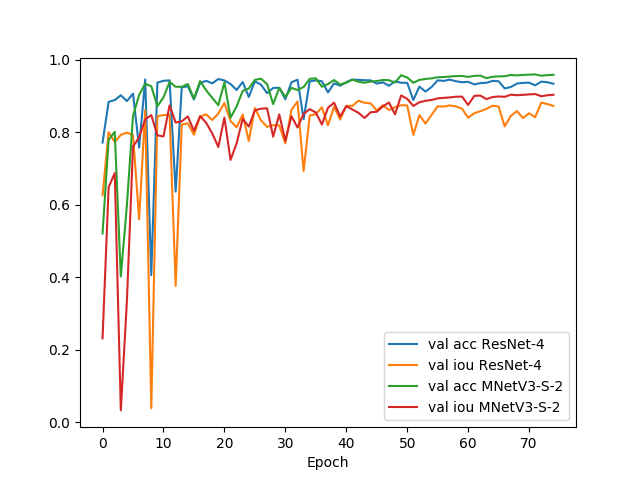 1.0
0.8
0.6
0.4
0.2
0.0
val acc ResNet-4
val iou ResNet-4
val acc MNetV3-S-2
val iou MNetV3-S-2
0 10 20 30 40 50 60 70
Epoch